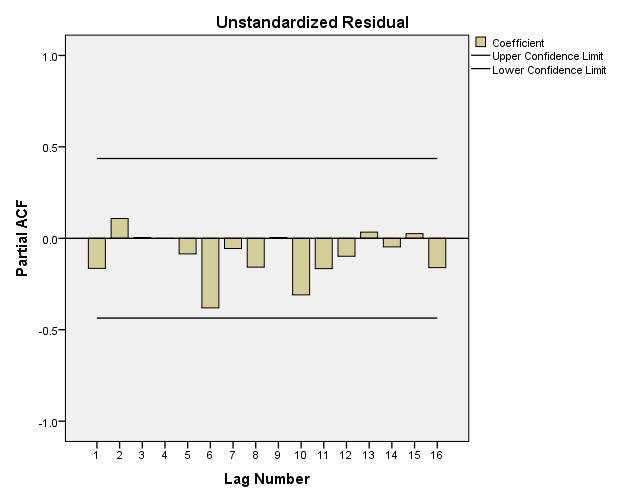 Unstandardized Residual
Coefficient
Upper Confidence Limit
Lower Confidence Limit
1.0
0.5
0.0
-0.5
-1.0
Partial ACF
1 2 3 4 5 6 7 8 9 10 11 12 13 14 15 16
Lag Number